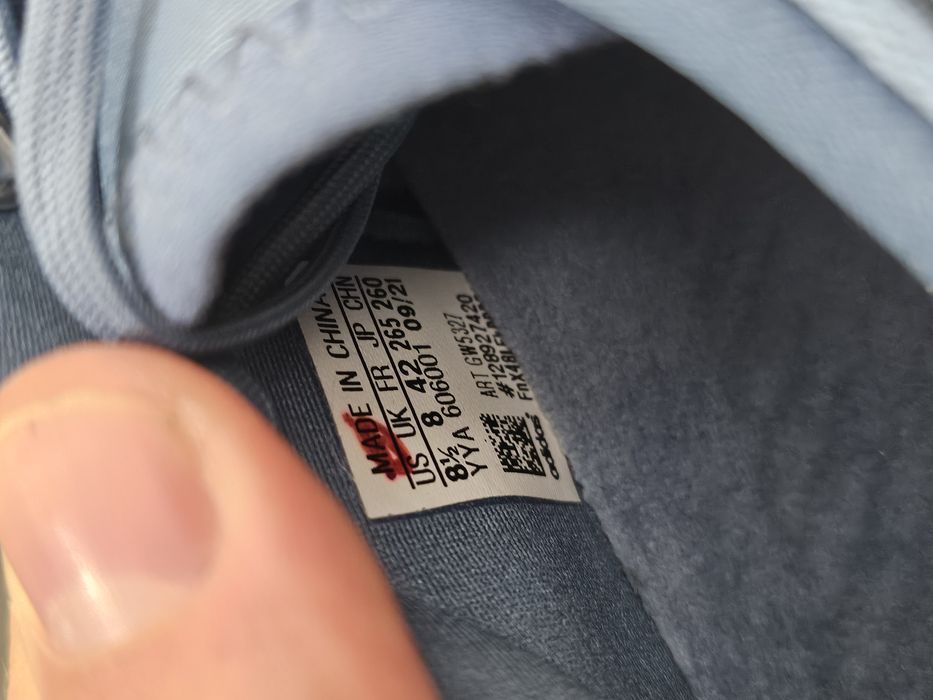 MADE IN CHINA
US UK FR JP CHN
8½ 8 42 265 260
YYA 606001 09/21
ART GW5327
#128927420
adidas